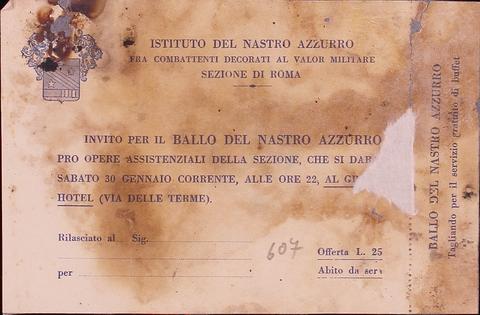 ISTITUTO DEL NASTRO AZZURRO
FRA COMBATTENTI DECORATI AL VALOR MILITARE
SEZIONE DI ROMA
INVITO PER IL BALLO DEL NASTRO AZZURRO
PRO OPERE ASSISTENZIALI DELLA SEZIONE, CHE SI DAR
SABATO 30 GENNAIO CORRENTE, ALLE ORE 22, AL GR
HOTEL (VIA DELLE TERME).
Rilasciato al Sig.
607
Offerta L. 25
per
Abito da ser
BALLO DEL NASTRO AZZURRO
Tagliando per il servizio gratuito di buffet